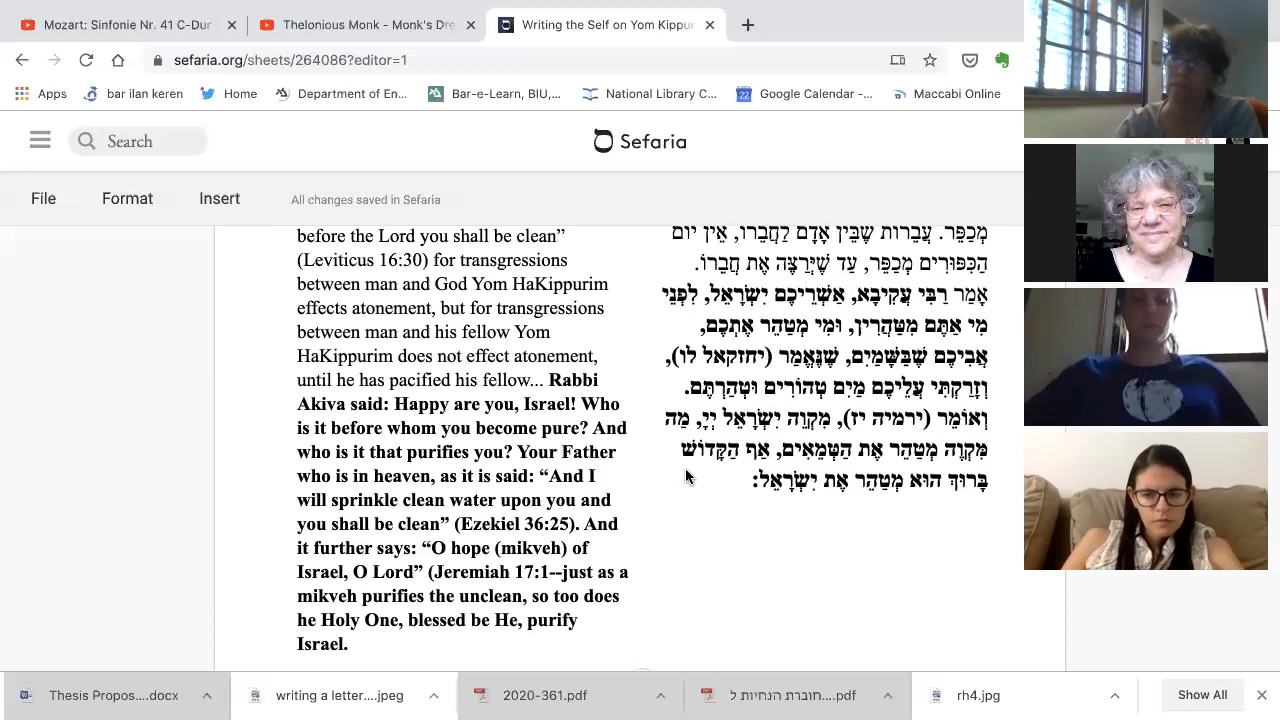 Mozart: Sinfonie Nr. 41 C-Dur
Thelonious Monk - Monk's Dre
Writing the Self on Yom Kippur
sefaria.org/sheets/264086?editor=1
Apps
bar ilan keren
Home
Department of En...
Bar-e-Learn, BIU,...
National Library C...
22
Google Calendar -...
Maccabi Online
Search
Sefaria
File
Format
Insert
All changes saved in Sefaria
before the Lord you shall be clean”
(Leviticus 16:30) for transgressions
between man and God Yom HaKippurim
effects atonement, but for transgressions
between man and his fellow Yom
HaKippurim does not effect atonement,
until he has pacified his fellow... Rabbi
Akiva said: Happy are you, Israel! Who
is it before whom you become pure? And
who is it that purifies you? Your Father
who is in heaven, as it is said: “And I
will sprinkle clean water upon you and
you shall be clean” (Ezekiel 36:25). And
it further says: “O hope (mikveh) of
Israel, O Lord” (Jeremiah 17:1--just as a
mikveh purifies the unclean, so too does
he Holy One, blessed be He, purify
Israel.
מְכַפֵּר. עֲבֵרוֹת שֶׁבֵּין אָדָם לַחֲבֵרוֹ, אֵין יוֹם
הַכִּפּוּרִים מְכַפֵּר, עַד שֶׁיְּרַצֶּה אֶת חֲבֵרוֹ.
אָמַר רַבִּי עֲקִיבָא, אַשְׁרֵיכֶם יִשְׂרָאֵל, לִפְנֵי
מִי אַתֶּם מִטַּהֲרִין, וּמִי מְטַהֵר אֶתְכֶם,
אֲבִיכֶם שֶׁבַּשָּׁמַיִם, שֶׁנֶּאֱמַר (יחזקאל לו),
וְזָרַקְתִּי עֲלֵיכֶם מַיִם טְהוֹרִים וּטְהַרְתֶּם.
וְאוֹמֵר (ירמיה יז), מִקְוֵה יִשְׂרָאֵל יְיָ, מַה
מִּקְוֶה מְטַהֵר אֶת הַטְּמֵאִים, אַף הַקָּדוֹשׁ
בָּרוּךְ הוּא מְטַהֵר אֶת יִשְׂרָאֵל:
Thesis Propos....docx
writing a letter....jpeg
2020-361.pdf
חוברת הנחיות ל....pdf
rh4.jpg
Show All